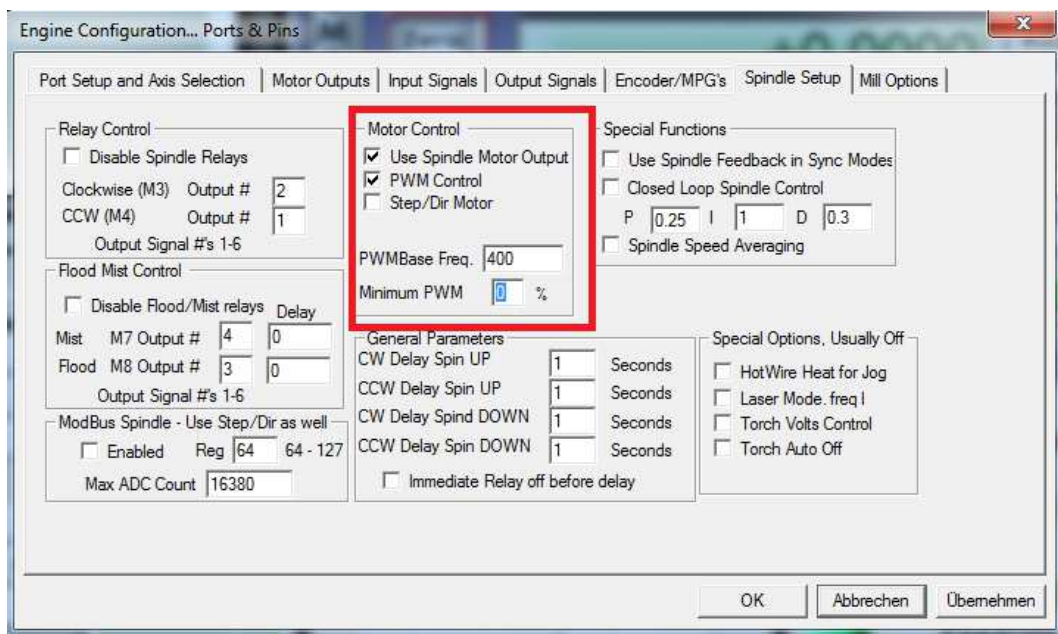 Engine Configuration... Ports & Pins
Port Setup and Axis Selection
Motor Outputs
Input Signals
Output Signals
Encoder/MPG's
Spindle Setup
Mill Options
Relay Control
Disable Spindle Relays
Clockwise (M3) Output # 2
CCW (M4) Output # 1
Output Signal #'s 1-6
Flood Mist Control
Disable Flood/Mist relays Delay
Mist M7 Output # 4 0
Flood M8 Output # 3 0
Output Signal #'s 1-6
ModBus Spindle - Use Step/Dir as well
Enabled Reg 64 64 - 127
Max ADC Count 16380
Motor Control
Use Spindle Motor Output
PWM Control
Step/Dir Motor
PWMBase Freq. 400
Minimum PWM 0 %
General Parameters
CW Delay Spin UP 1 Seconds
CCW Delay Spin UP 1 Seconds
CW Delay Spind DOWN 1 Seconds
CCW Delay Spin DOWN 1 Seconds
Immediate Relay off before delay
Special Functions
Use Spindle Feedback in Sync Modes
Closed Loop Spindle Control
P 0.25 I 1 D 0.3
Spindle Speed Averaging
Special Options, Usually Off
HotWire Heat for Jog
Laser Mode. freq I
Torch Volts Control
Torch Auto Off
OK
Abbrechen
Übernehmen